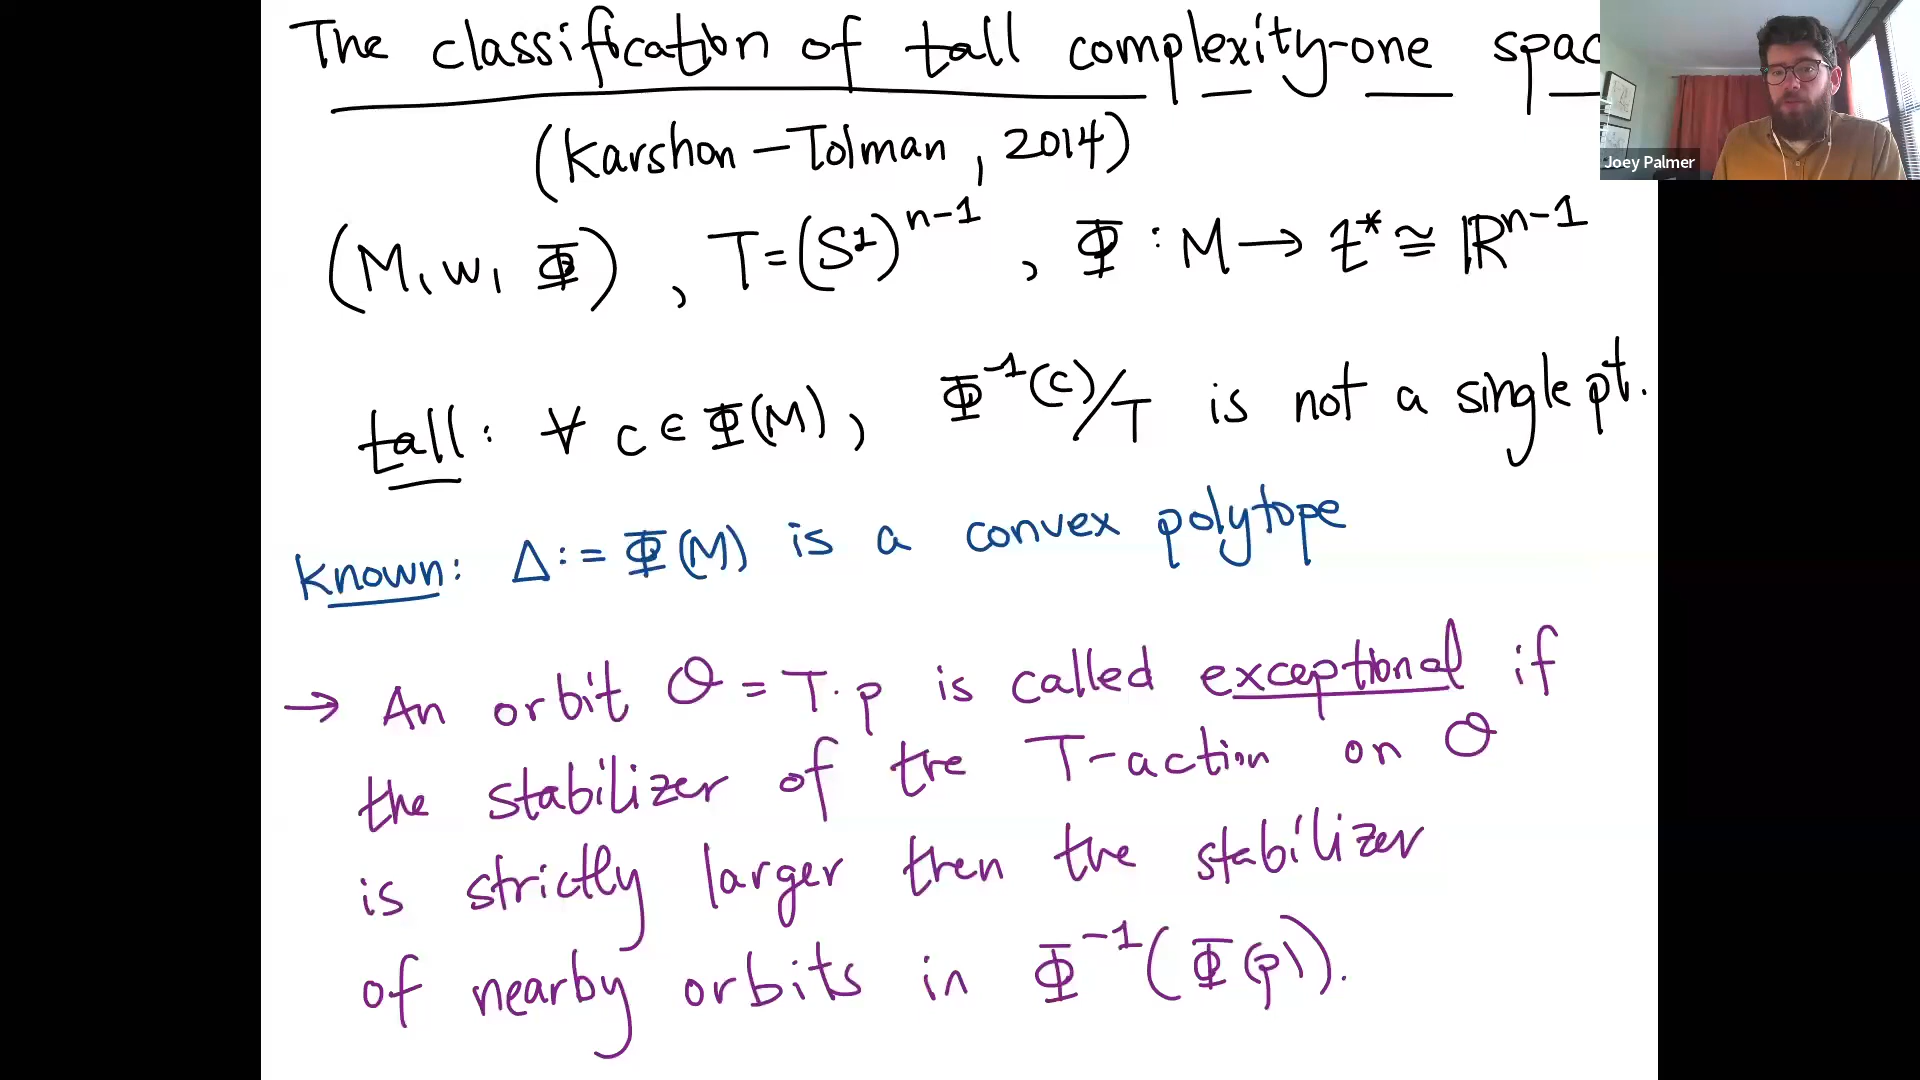 The classification of tall complexity-one spac
(Karshon-Tolman, 2014)
Joey Palmer
(M, ω, Φ), T=(S¹)ⁿ⁻¹, Φ: M → t* ≅ ℝⁿ⁻¹
tall: ∀ c ∈ Φ(M), Φ⁻¹(c)/T is not a single pt.
Known: Δ := Φ(M) is a convex polytope
→ An orbit O = T·p is called exceptional if
the stabilizer of the T-action on O
is strictly larger then the stabilizer
of nearby orbits in Φ⁻¹(Φ(p)).